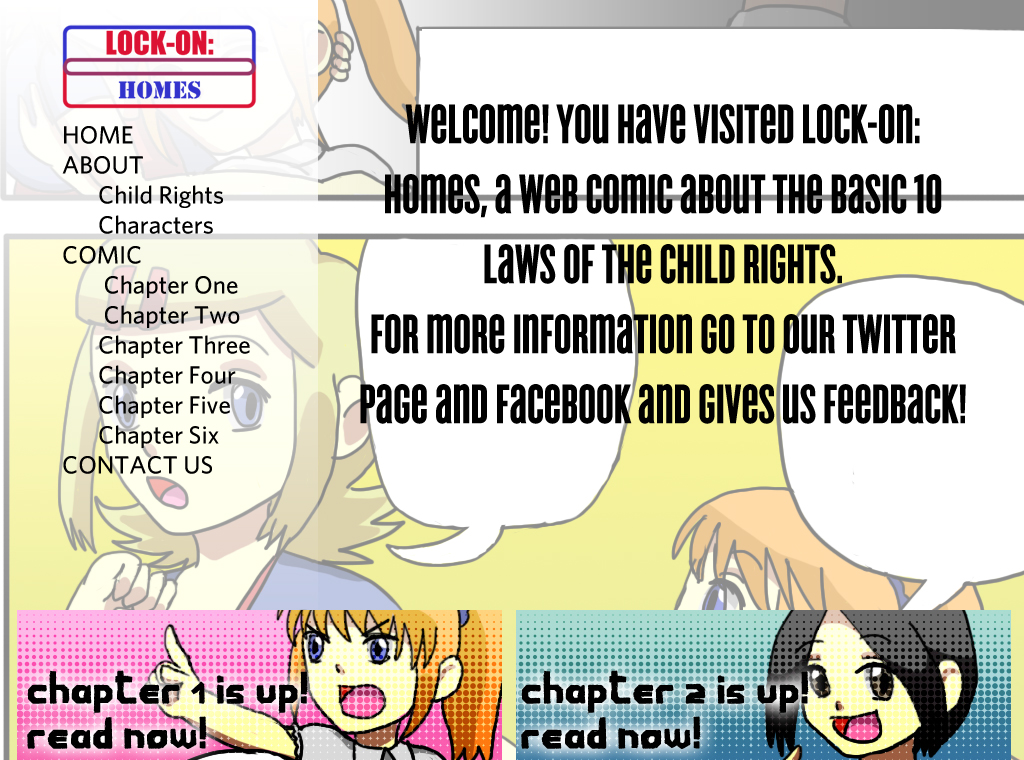 LOCK-ON:
HOMES
HOME
ABOUT
Child Rights
Characters
COMIC
Chapter One
Chapter Two
Chapter Three
Chapter Four
Chapter Five
Chapter Six
CONTACT US
Welcome! You have visited Lock-On:
Homes, a web comic about the basic 10
laws of the Child Rights.
For more information go to our Twitter
page and Facebook and gives us feedback!
chapter 1 is up!
read now!
chapter 2 is up!
read now!